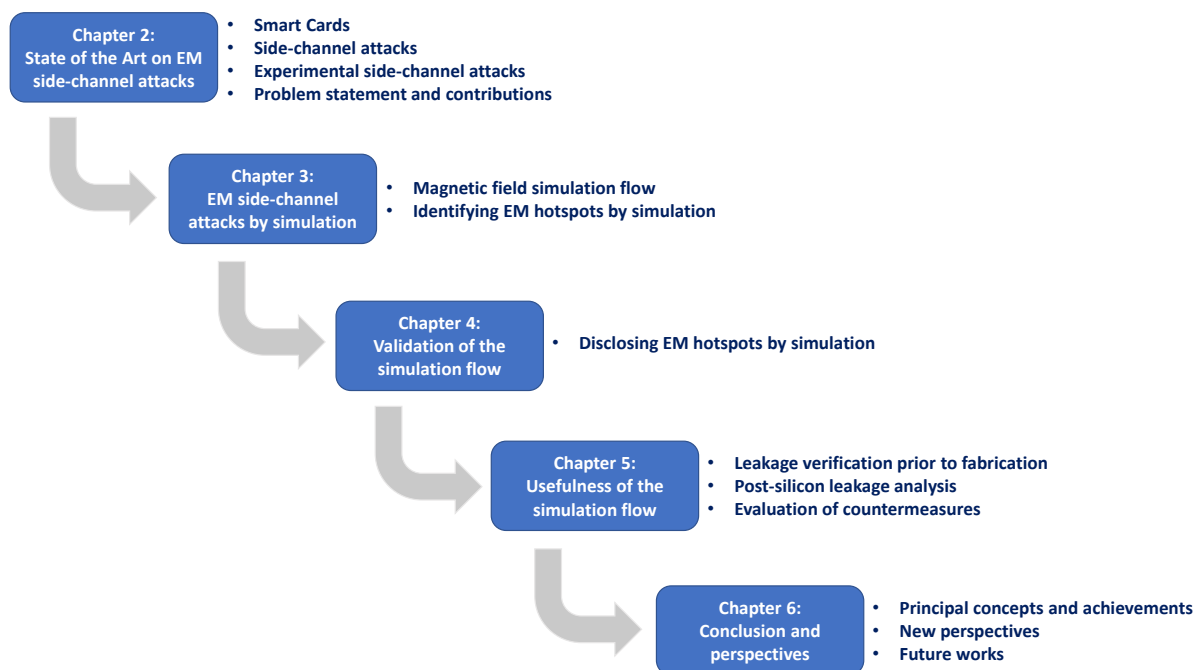 Chapter 2:
State of the Art on EM
side-channel attacks
• Smart Cards
• Side-channel attacks
• Experimental side-channel attacks
• Problem statement and contributions
Chapter 3:
EM side-channel
attacks by simulation
• Magnetic field simulation flow
• Identifying EM hotspots by simulation
Chapter 4:
Validation of the
simulation flow
• Disclosing EM hotspots by simulation
Chapter 5:
Usefulness of the
simulation flow
• Leakage verification prior to fabrication
• Post-silicon leakage analysis
• Evaluation of countermeasures
Chapter 6:
Conclusion and
perspectives
• Principal concepts and achievements
• New perspectives
• Future works